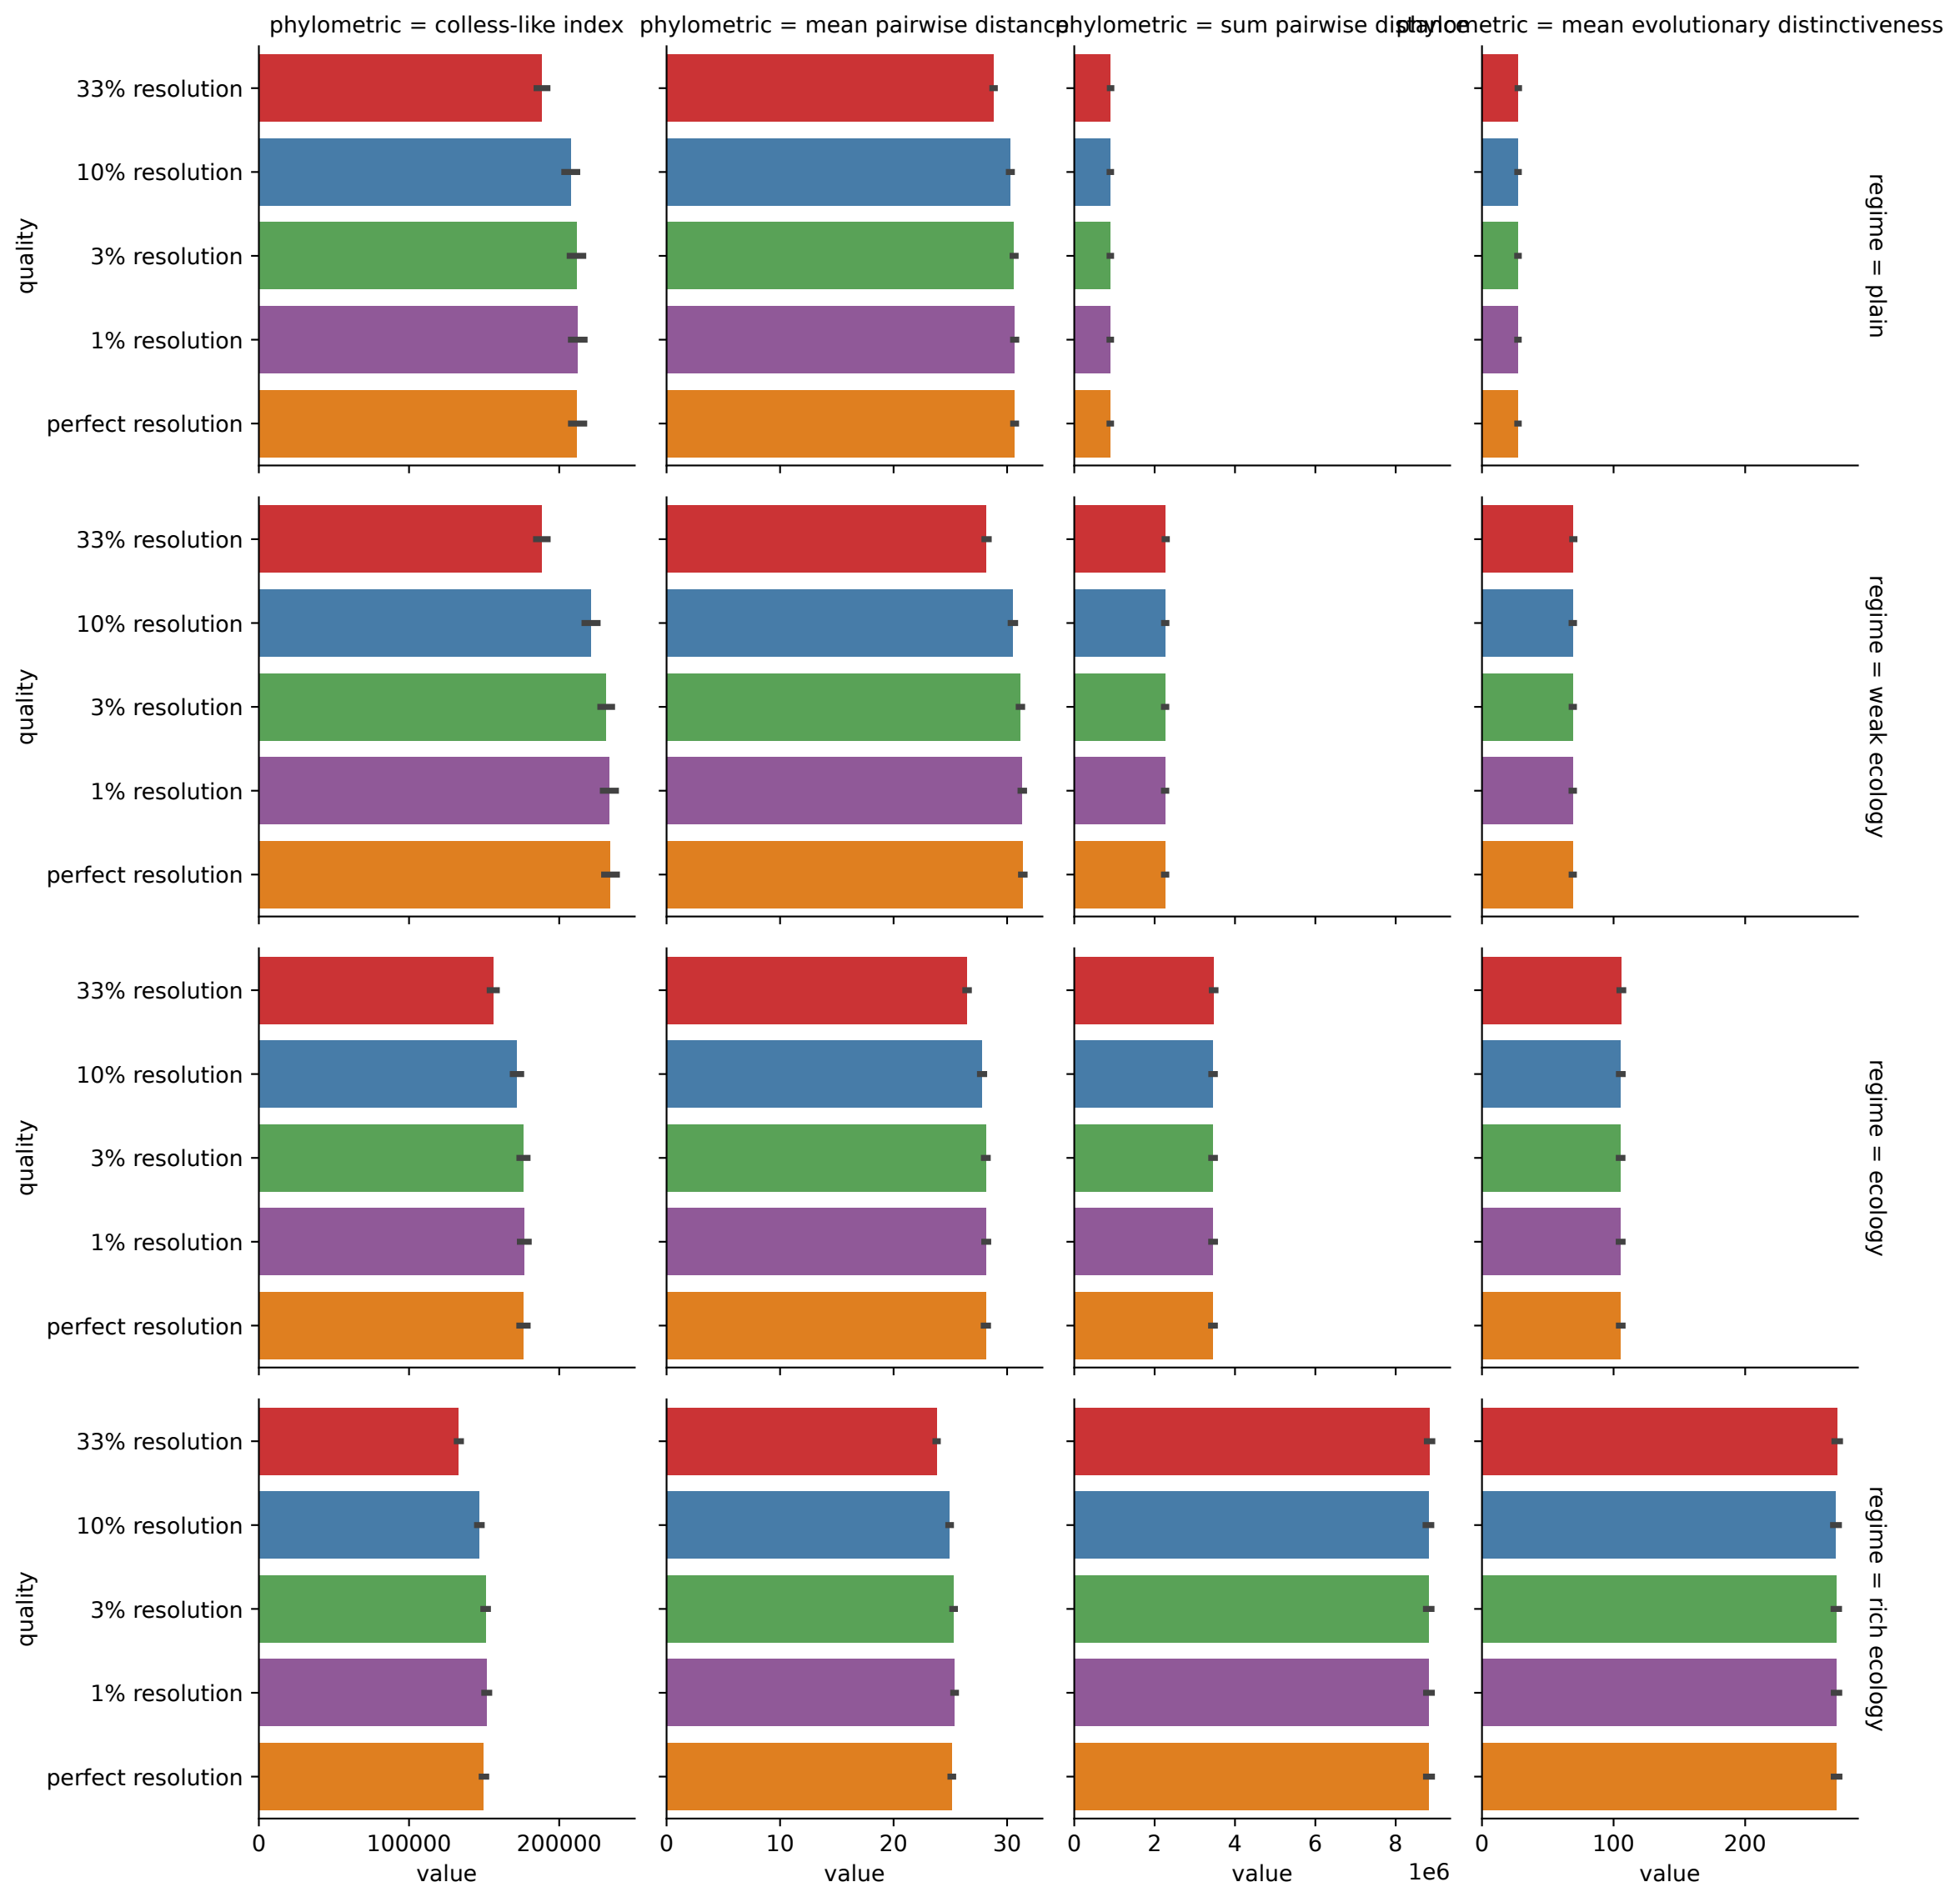 phylometric = colless-like index
phylometric = mean pairwise distance
phylometric = sum pairwise distance
phylometric = mean evolutionary distinctiveness
quality
33% resolution
10% resolution
3% resolution
1% resolution
perfect resolution
regime = plain
quality
33% resolution
10% resolution
3% resolution
1% resolution
perfect resolution
regime = weak ecology
quality
33% resolution
10% resolution
3% resolution
1% resolution
perfect resolution
regime = ecology
quality
33% resolution
10% resolution
3% resolution
1% resolution
perfect resolution
regime = rich ecology
0 100000 200000
value
0 10 20 30
value
0 2 4 6 8
1e6
value
0 100 200
value